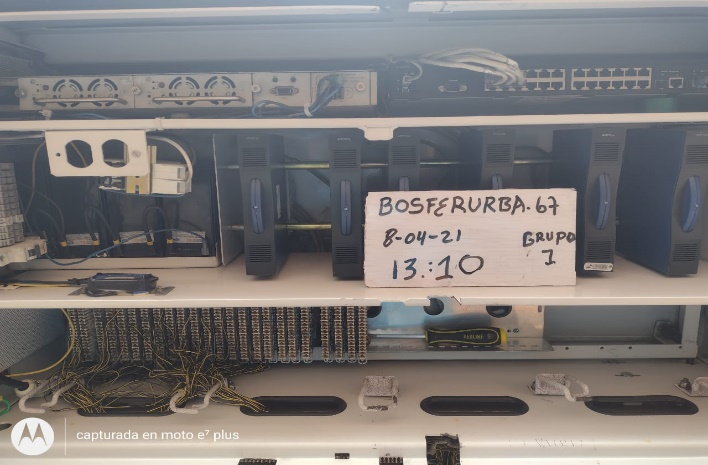 BOSFERURBA.67
8-04-21 GRUPO
13:10 1
capturada en moto e⁷ plus